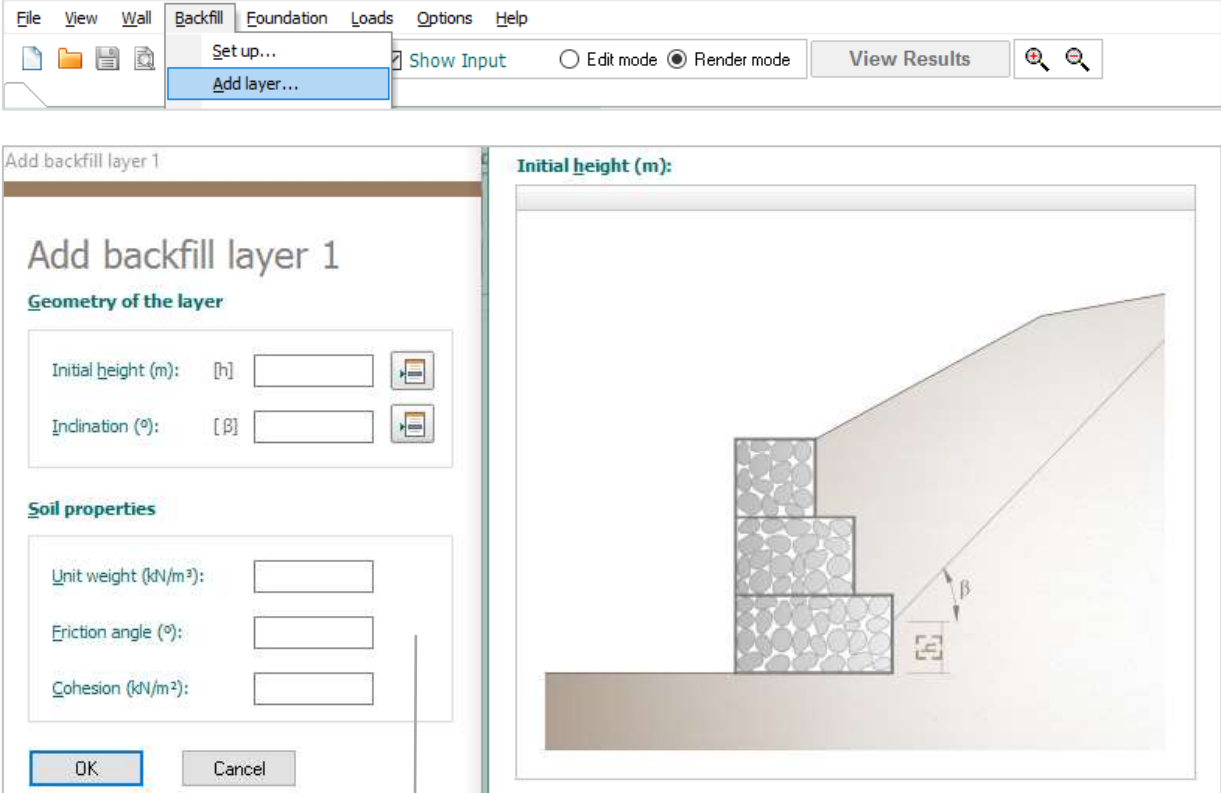 File View Wall Backfill Foundation Loads Options Help
Set up...
Show Input Edit mode Render mode View Results
Add layer...
Add backfill layer 1
Add backfill layer 1
Geometry of the layer
Initial height (m): [h]
Inclination (º): [β]
Soil properties
Unit weight (kN/m³):
Friction angle (º):
Cohesion (kN/m²):
OK Cancel
Initial height (m):
β
[h]